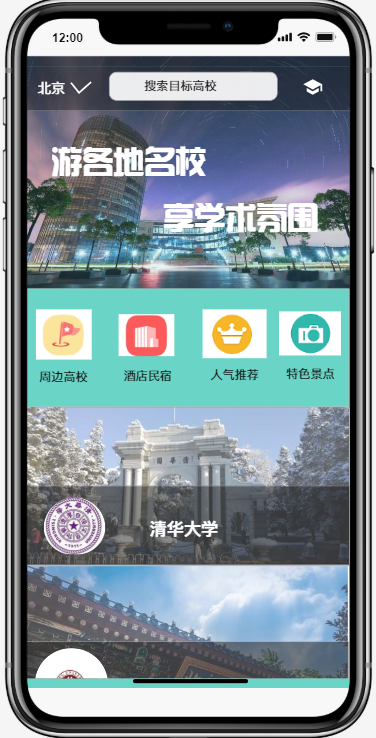 12:00
北京
搜索目标高校
游各地名校
享学术氛围
周边高校
酒店民宿
人气推荐
特色景点
清华大学